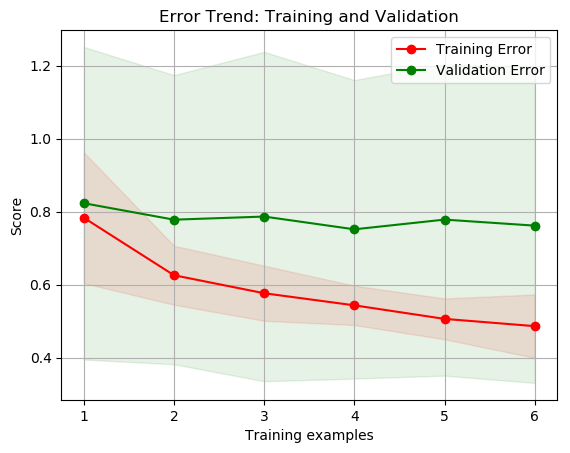 Error Trend: Training and Validation
Training Error
Validation Error
Score
1.2
1.0
0.8
0.6
0.4
1 2 3 4 5 6
Training examples